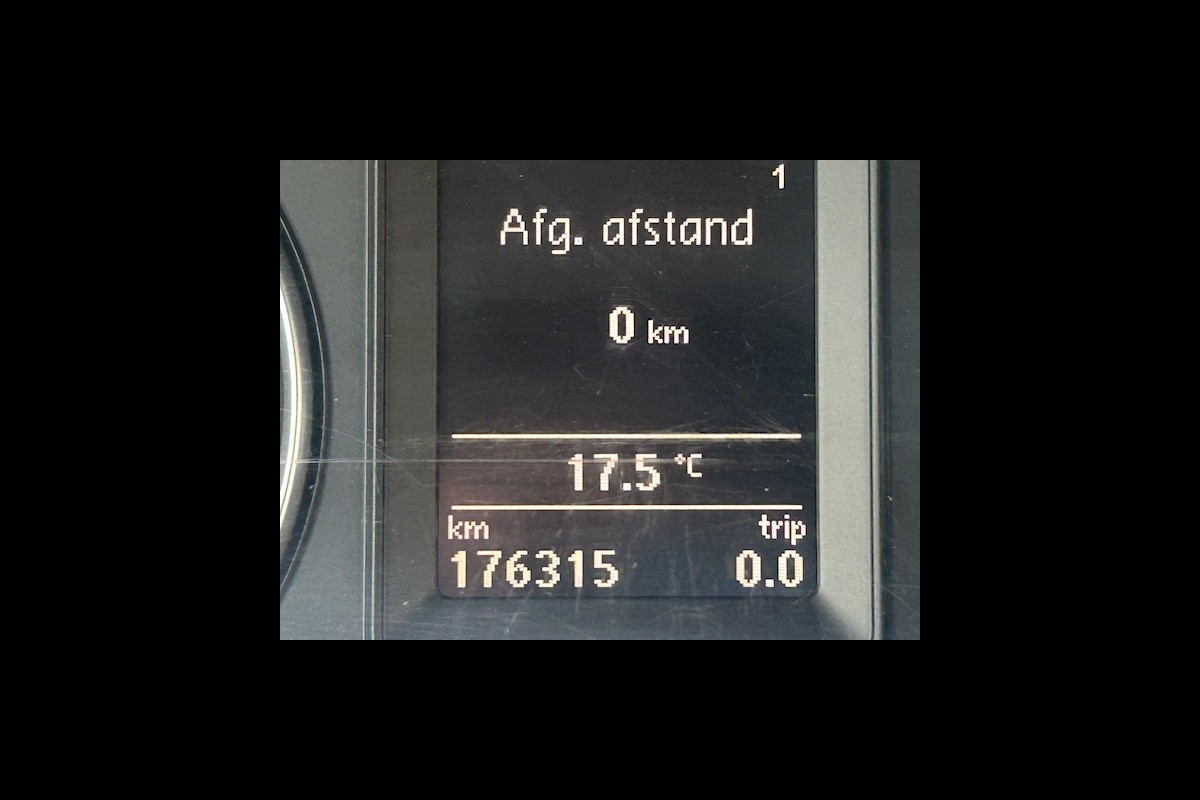 1
Afg. afstand
0 km
17.5 °C
km trip
176315 0.0